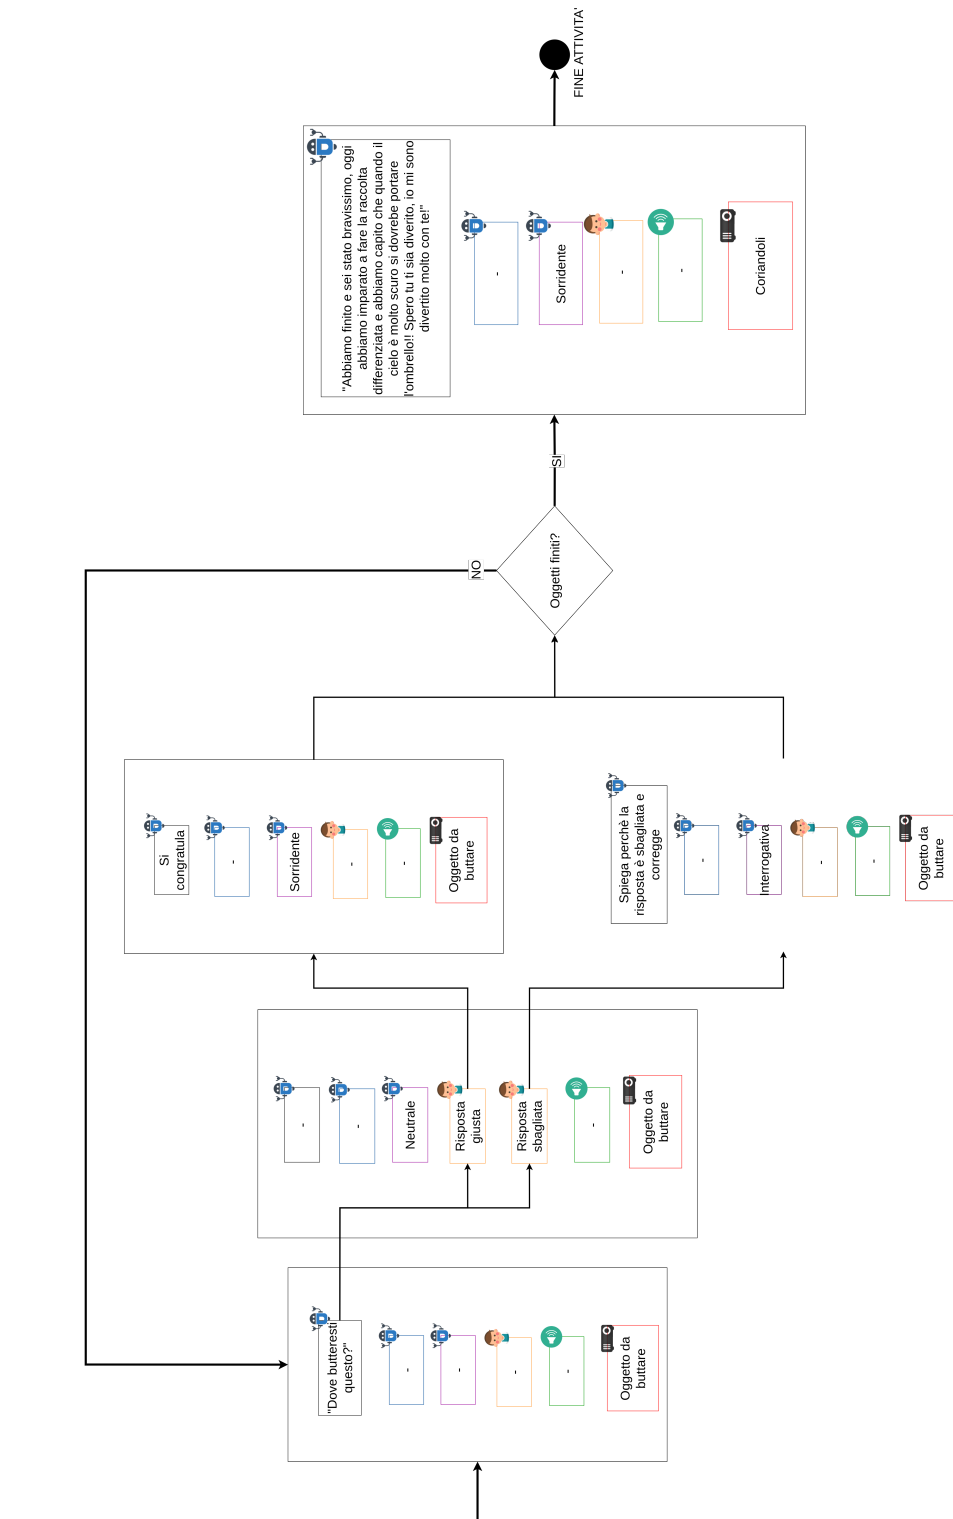 "Dove butteresti
questo?"
-
-
-
-
Oggetto da
buttare
-
-
Neutrale
Risposta
giusta
Risposta
sbagliata
-
Oggetto da
buttare
Si
congratula
-
Sorridente
-
-
Oggetto da
buttare
Spiega perchè la
risposta è sbagliata e
corregge
-
Interrogativa
-
-
Oggetto da
buttare
Oggetti finiti?
NO
SI
"Abbiamo finito e sei stato bravissimo, oggi
abbiamo imparato a fare la raccolta
differenziata e abbiamo capito che quando il
cielo è molto scuro si dovrebe portare
l'ombrello!! Spero tu ti sia diverito, io mi sono
divertito molto con te!"
-
Sorridente
-
-
Coriandoli
FINE ATTIVITA'